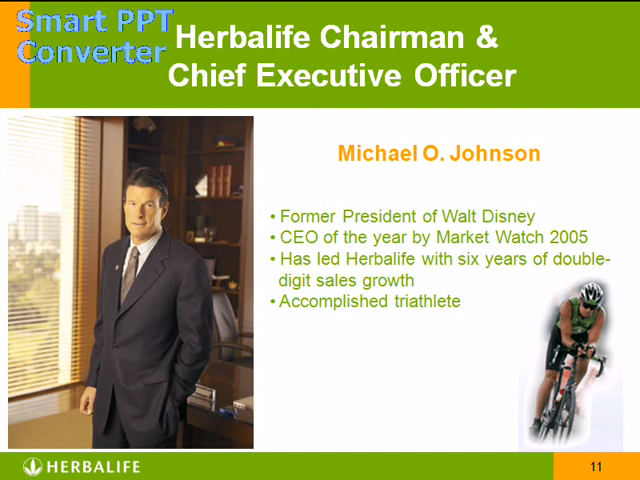 Smart PPT
Converter
Herbalife Chairman &
Chief Executive Officer
Michael O. Johnson
• Former President of Walt Disney
• CEO of the year by Market Watch 2005
• Has led Herbalife with six years of double-
digit sales growth
• Accomplished triathlete
HERBALIFE
11